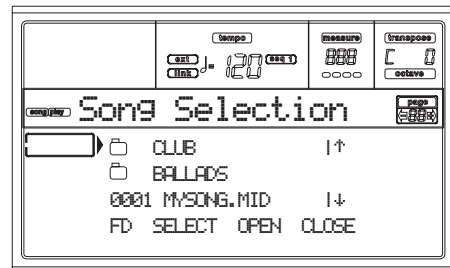 tempo measure transpose
ext link 120 seq 1 888 C 0
octave
song play Song Selection page 88
CLUB
BALLADS
0001 MYSONG.MID
FD SELECT OPEN CLOSE